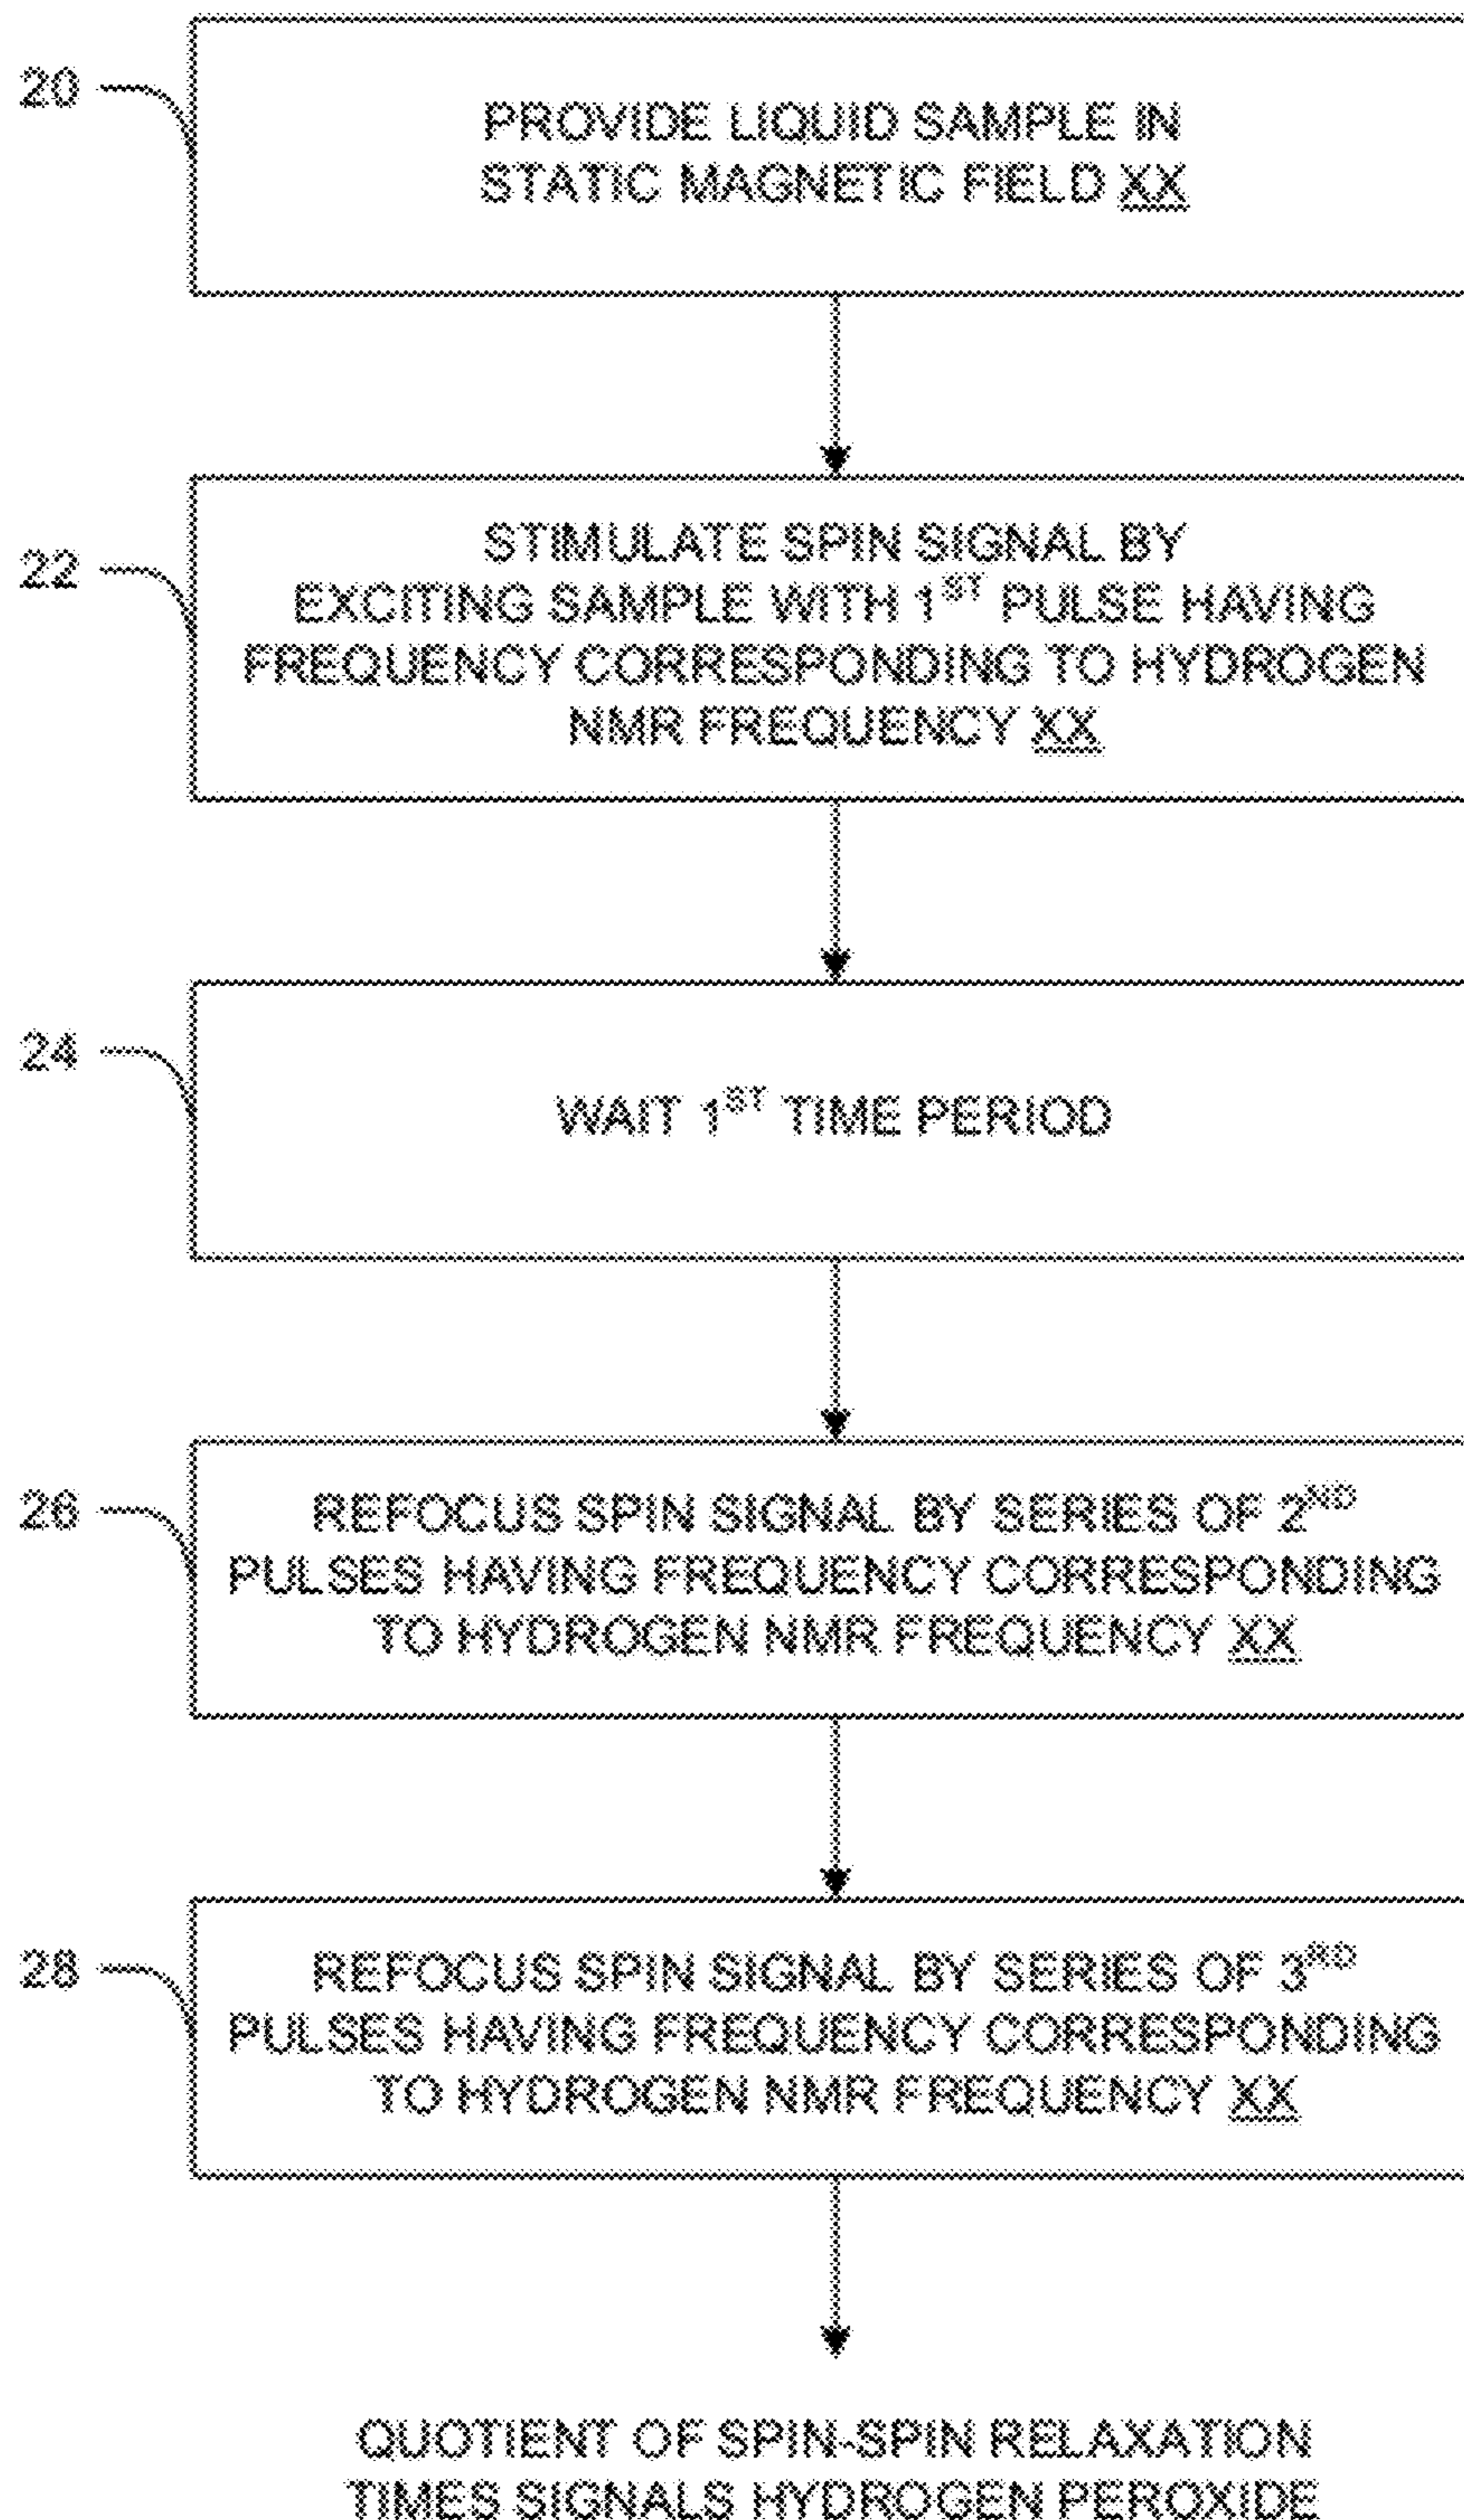 20
PROVIDE LIQUID SAMPLE IN
STATIC MAGNETIC FIELD XX
22
STIMULATE SPIN SIGNAL BY
EXCITING SAMPLE WITH 1ST PULSE HAVING
FREQUENCY CORRESPONDING TO HYDROGEN
NMR FREQUENCY XX
24
WAIT 1ST TIME PERIOD
26
REFOCUS SPIN SIGNAL BY SERIES OF 2ND
PULSES HAVING FREQUENCY CORRESPONDING
TO HYDROGEN NMR FREQUENCY XX
28
REFOCUS SPIN SIGNAL BY SERIES OF 3RD
PULSES HAVING FREQUENCY CORRESPONDING
TO HYDROGEN NMR FREQUENCY XX
QUOTIENT OF SPIN-SPIN RELAXATION
TIMES SIGNALS HYDROGEN PEROXIDE